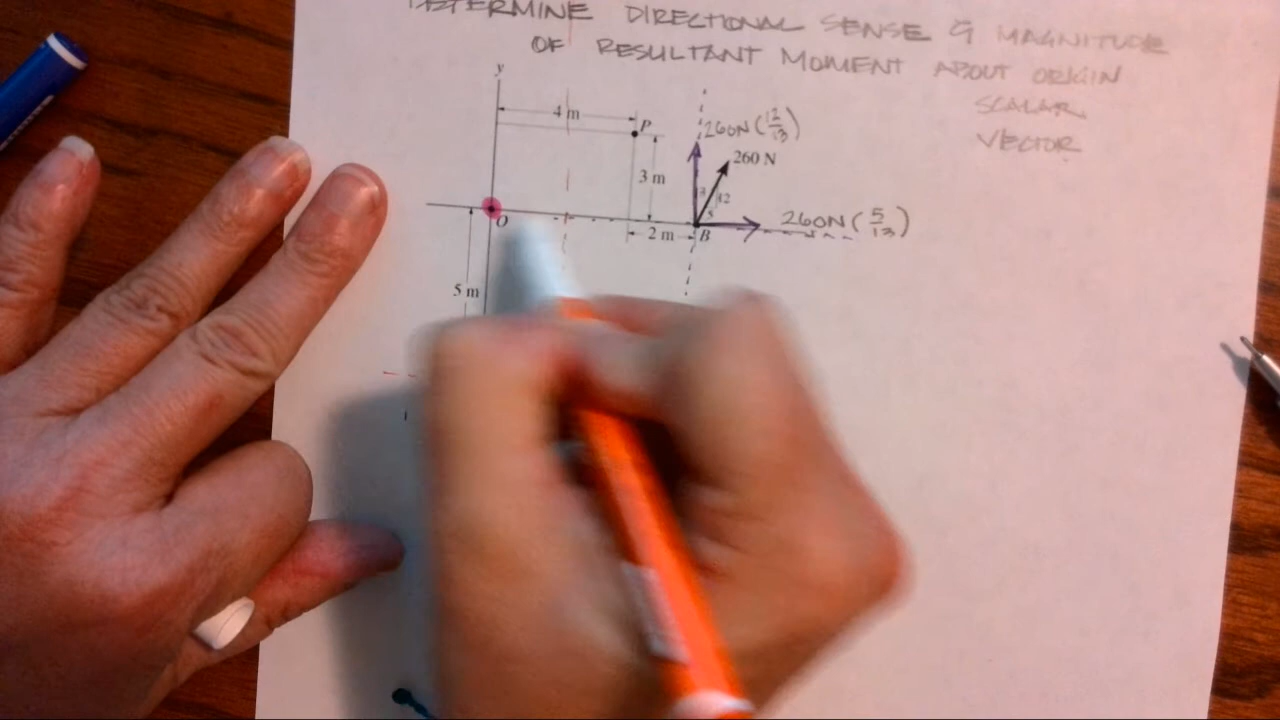 DETERMINE DIRECTIONAL SENSE & MAGNITUDE
OF RESULTANT MOMENT ABOUT ORIGIN
SCALAR
VECTOR
y
4 m
P
260N (12/13)
260 N
3 m
13
12
5
O
260N (5/13)
2 m
B
5 m